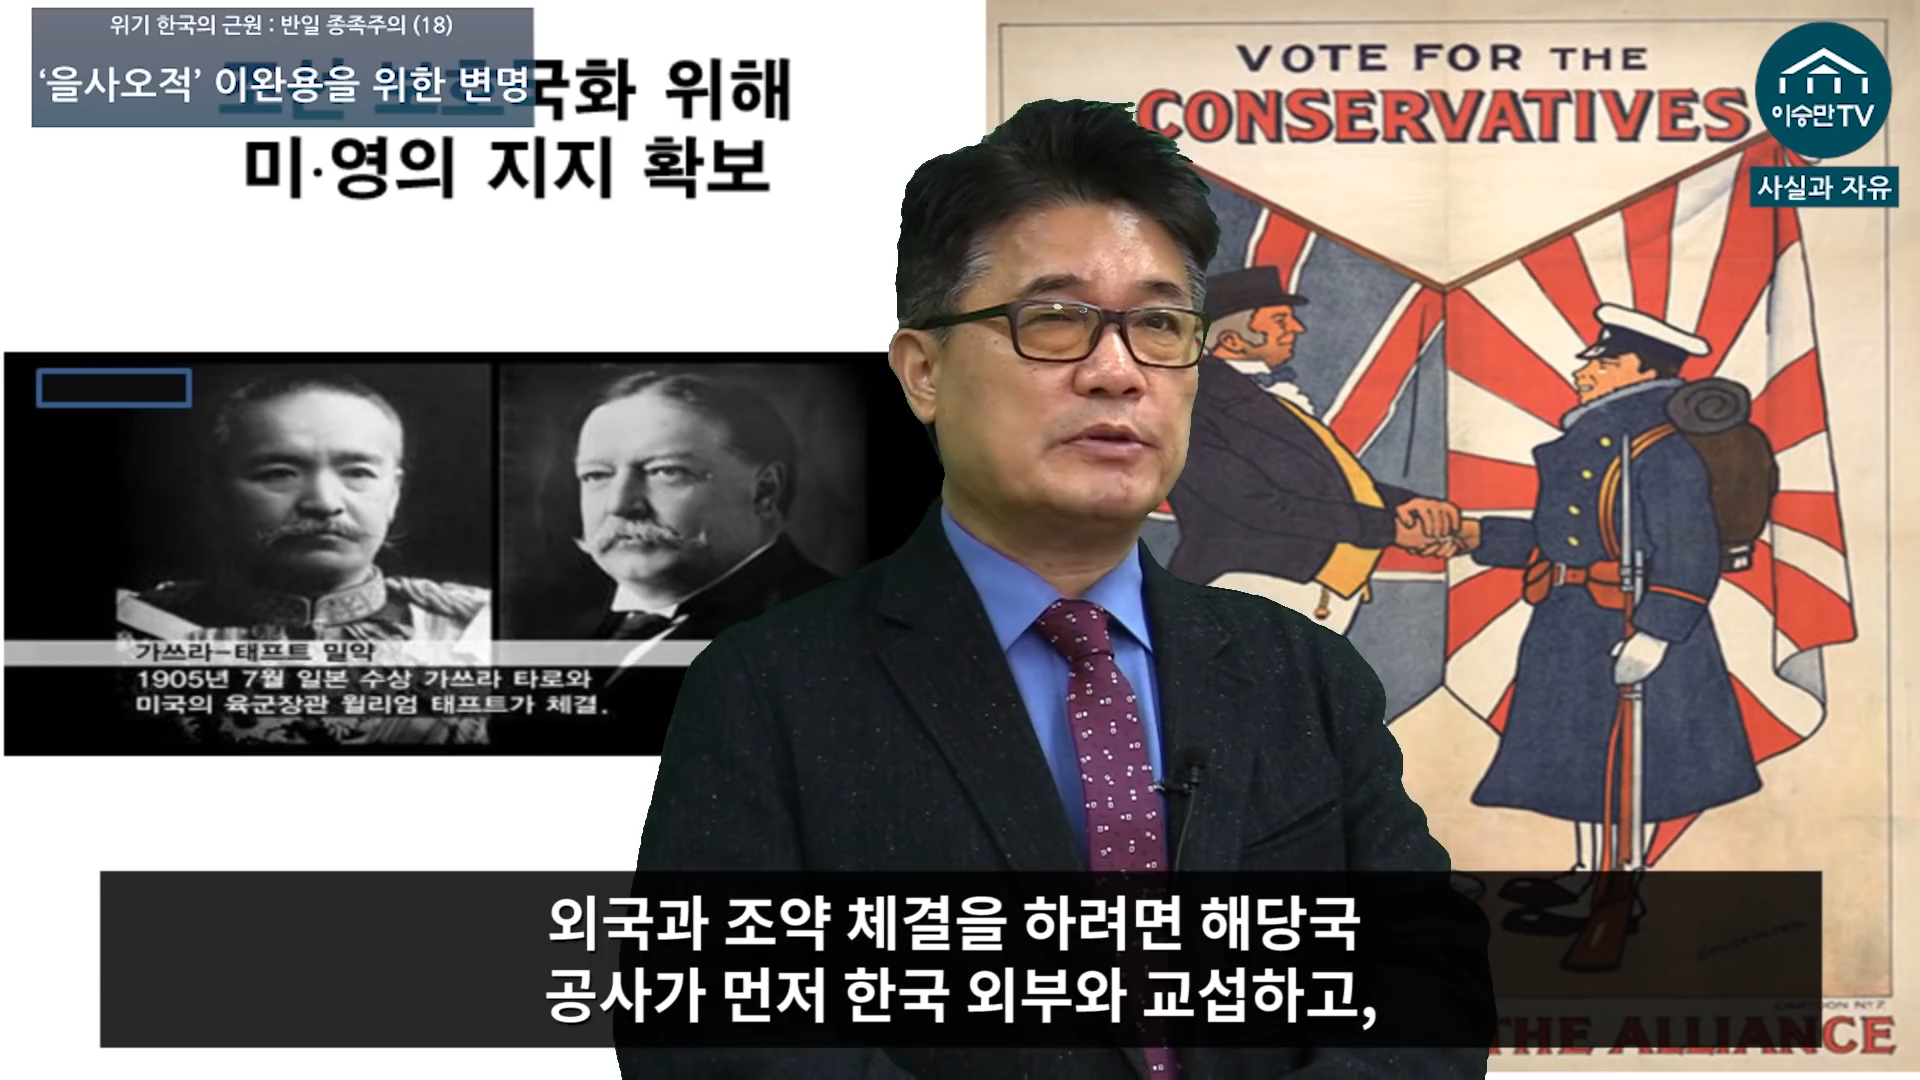 위기 한국의 근원 : 반일 종족주의 (18)
‘을사오적’ 이완용을 위한 변명
국화 위해
미·영의 지지 확보
VOTE FOR THE
CONSERVATIVES
이승만TV
사실과 자유
가쓰라-태프트 밀약
1905년 7월 일본 수상 가쓰라 타로와
미국의 육군장관 윌리엄 태프트가 체결.
외국과 조약 체결을 하려면 해당국
공사가 먼저 한국 외부와 교섭하고,
THE ALLIANCE